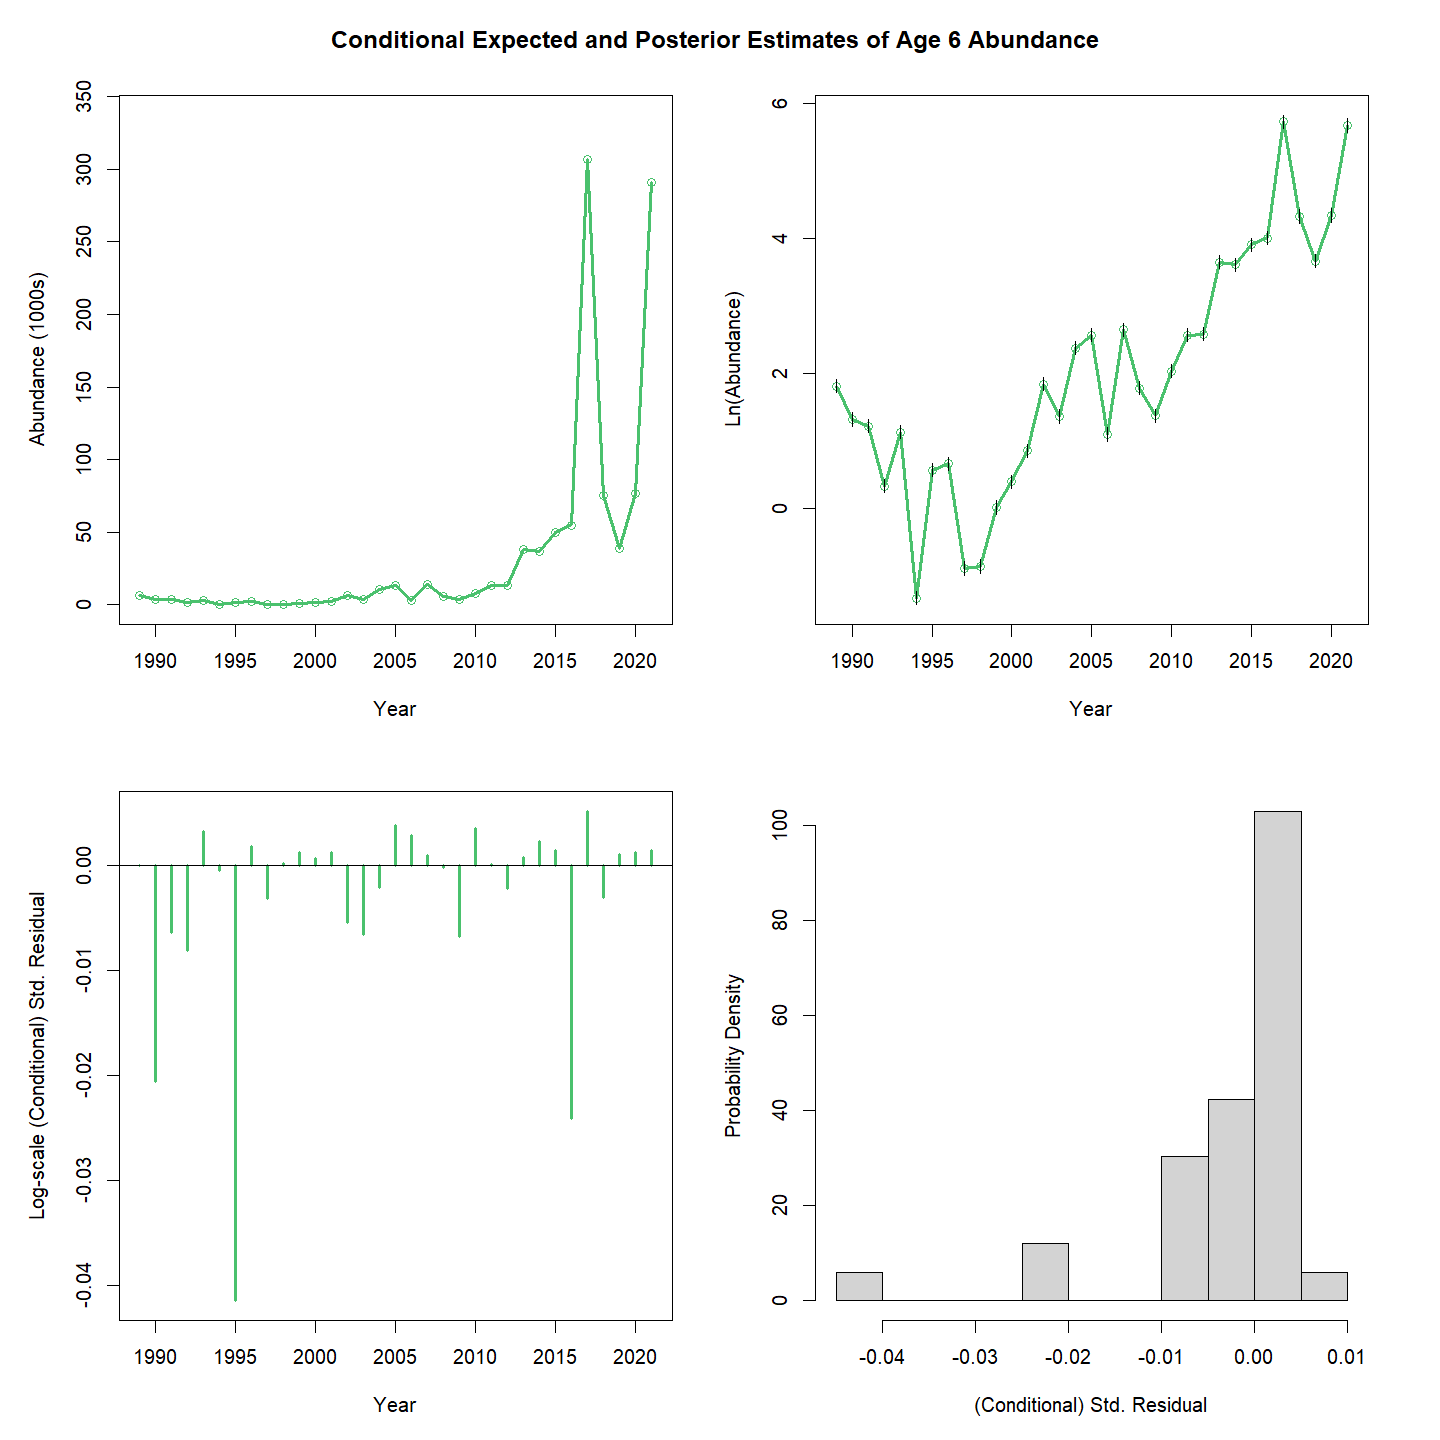 Conditional Expected and Posterior Estimates of Age 6 Abundance
Abundance (1000s)
350
300
250
200
150
100
50
0
1990 1995 2000 2005 2010 2015 2020
Year
Ln(Abundance)
6
4
2
0
1990 1995 2000 2005 2010 2015 2020
Year
Log-scale (Conditional) Std. Residual
0.00
-0.01
-0.02
-0.03
-0.04
1990 1995 2000 2005 2010 2015 2020
Year
Probability Density
100
80
60
40
20
0
-0.04 -0.03 -0.02 -0.01 0.00 0.01
(Conditional) Std. Residual